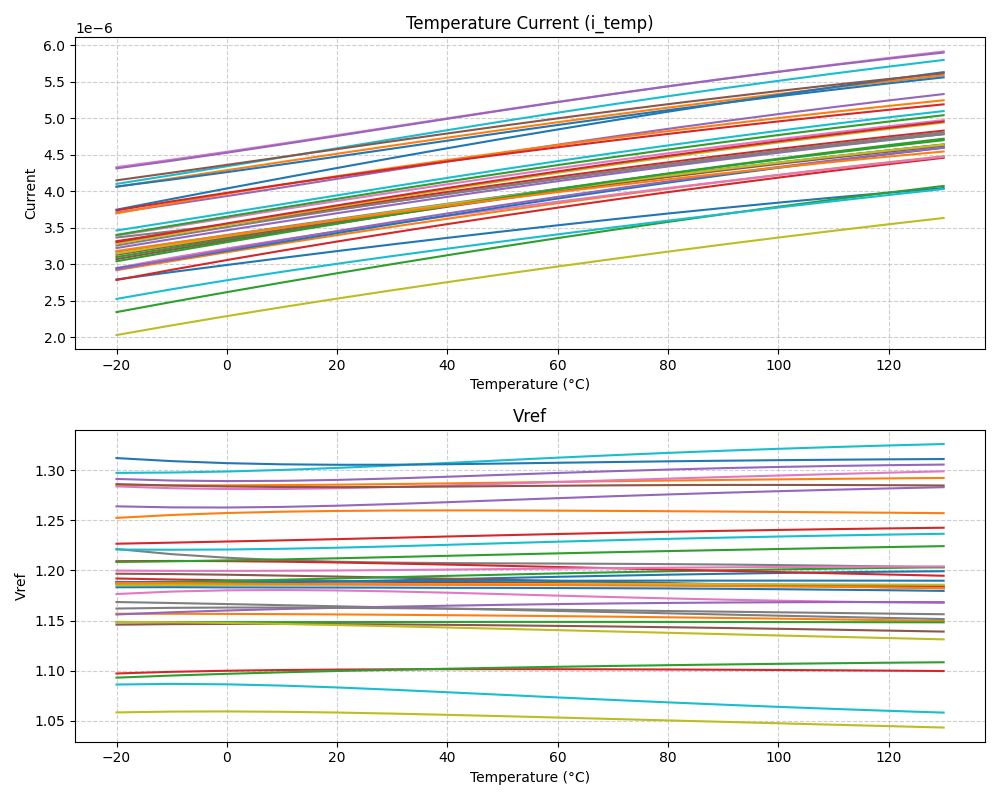 Temperature Current (i_temp)
1e−6
6.0
5.5
5.0
4.5
4.0
3.5
3.0
2.5
2.0
Current
−20 0 20 40 60 80 100 120
Temperature (°C)
Vref
1.30
1.25
1.20
1.15
1.10
1.05
Vref
−20 0 20 40 60 80 100 120
Temperature (°C)